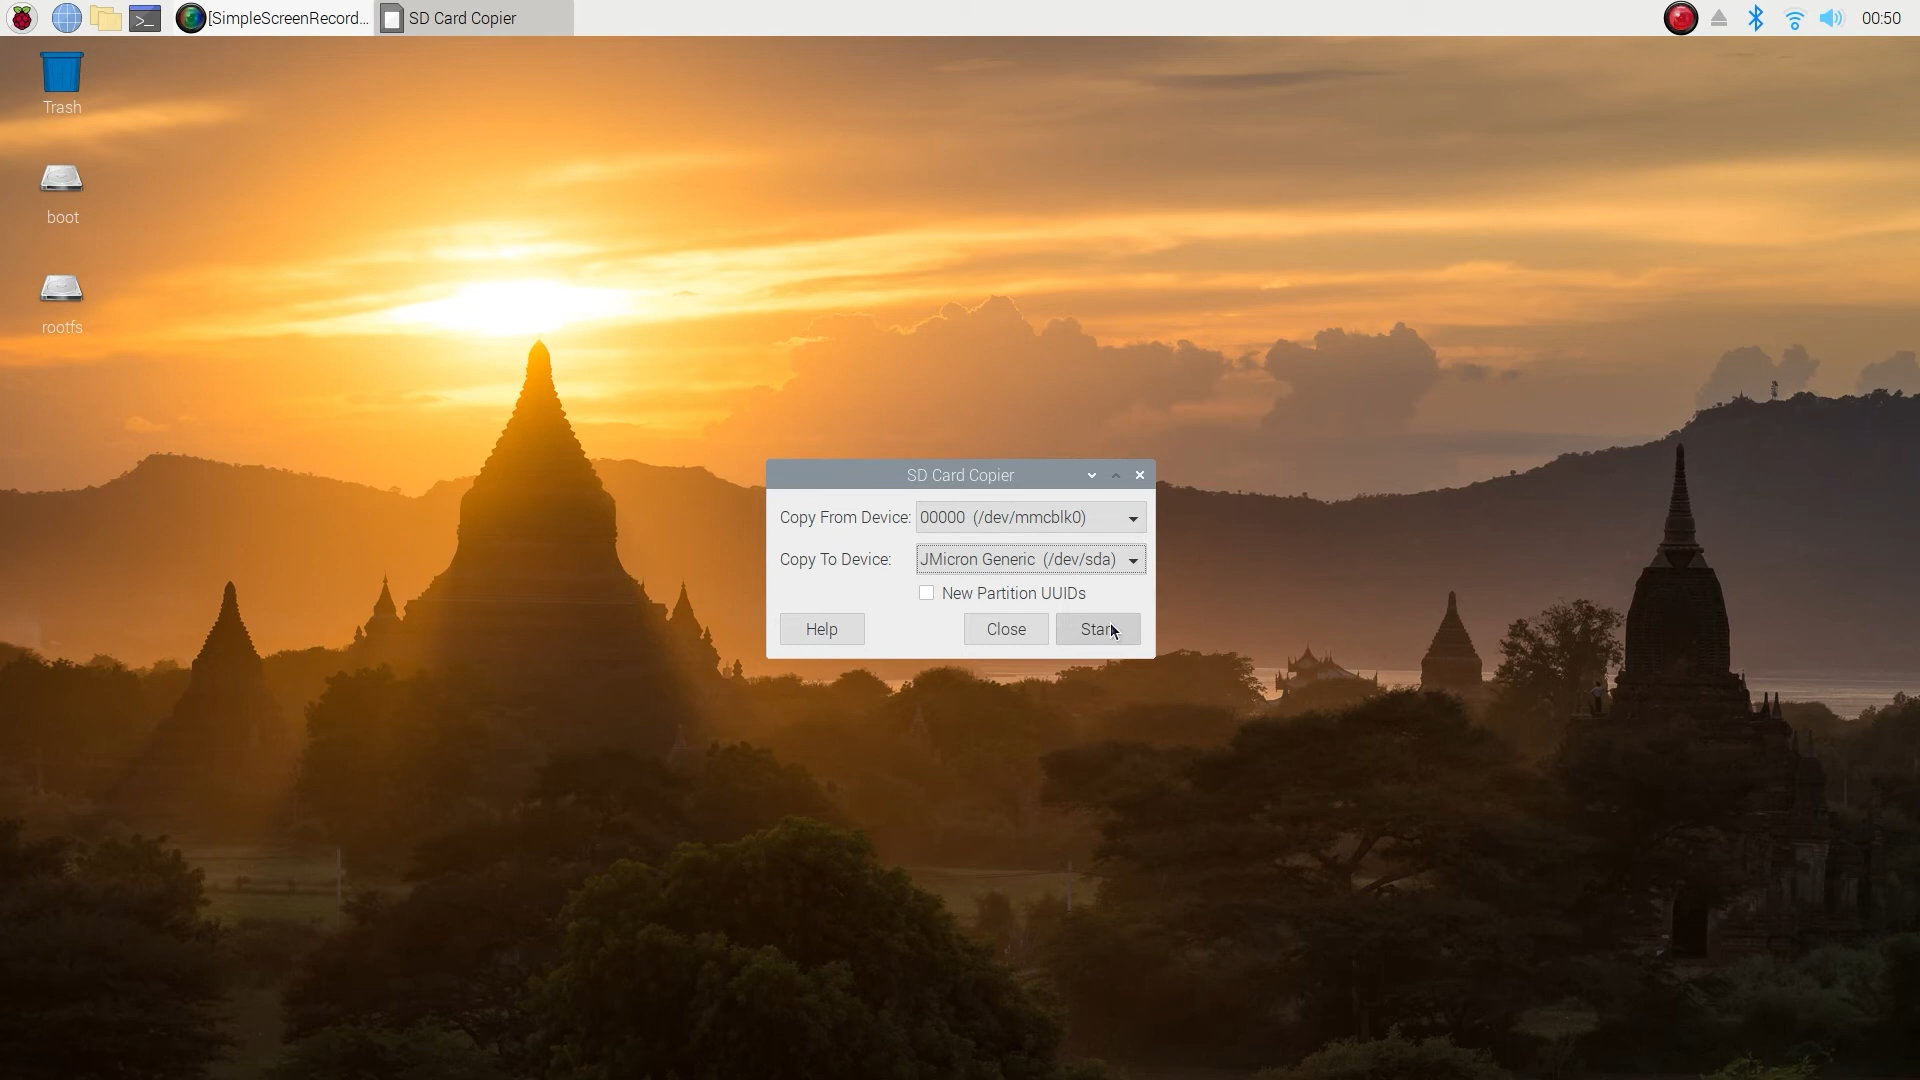 [SimpleScreenRecord...
SD Card Copier
00:50
Trash
boot
rootfs
SD Card Copier
Copy From Device:
00000 (/dev/mmcblk0)
Copy To Device:
JMicron Generic (/dev/sda)
New Partition UUIDs
Help
Close